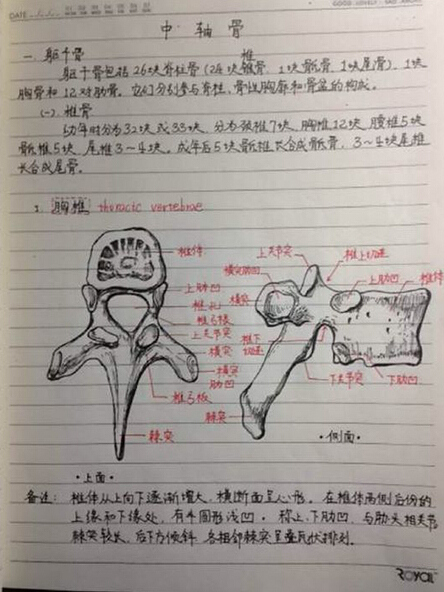 DATE
中轴骨
一. 躯干骨
躯干骨包括26块脊柱骨(24块椎骨、1块骶骨、1块尾骨)、1块
胸骨和12对肋骨。它们分别参与脊柱、骨性胸廓和骨盆的构成。
(一). 椎骨
幼年时分为32块或33块, 分为颈椎7块, 胸椎12块, 腰椎5块
骶椎5块, 尾椎3~4块。成年后5块骶椎长合成骶骨, 3~4块尾椎
长合成尾骨。
胸椎 thoracic vertebrae
椎体
上肋凹
椎孔
椎弓根
上关节突
横突
横突
肋凹
椎弓板
棘突
上关节突
椎上切迹
横突肋凹
上肋凹
椎体
横突
椎下
切迹
下关节突
下肋凹
棘突
·侧面·
·上面·
备注: 椎体从上向下逐渐增大, 横断面呈心形。在椎体两侧后份的
上缘和下缘处, 有半圆形浅凹, 称上、下肋凹, 与肋头相关节
棘突较长, 后下方倾斜, 各相邻棘突呈叠瓦状排列。
ROYAL